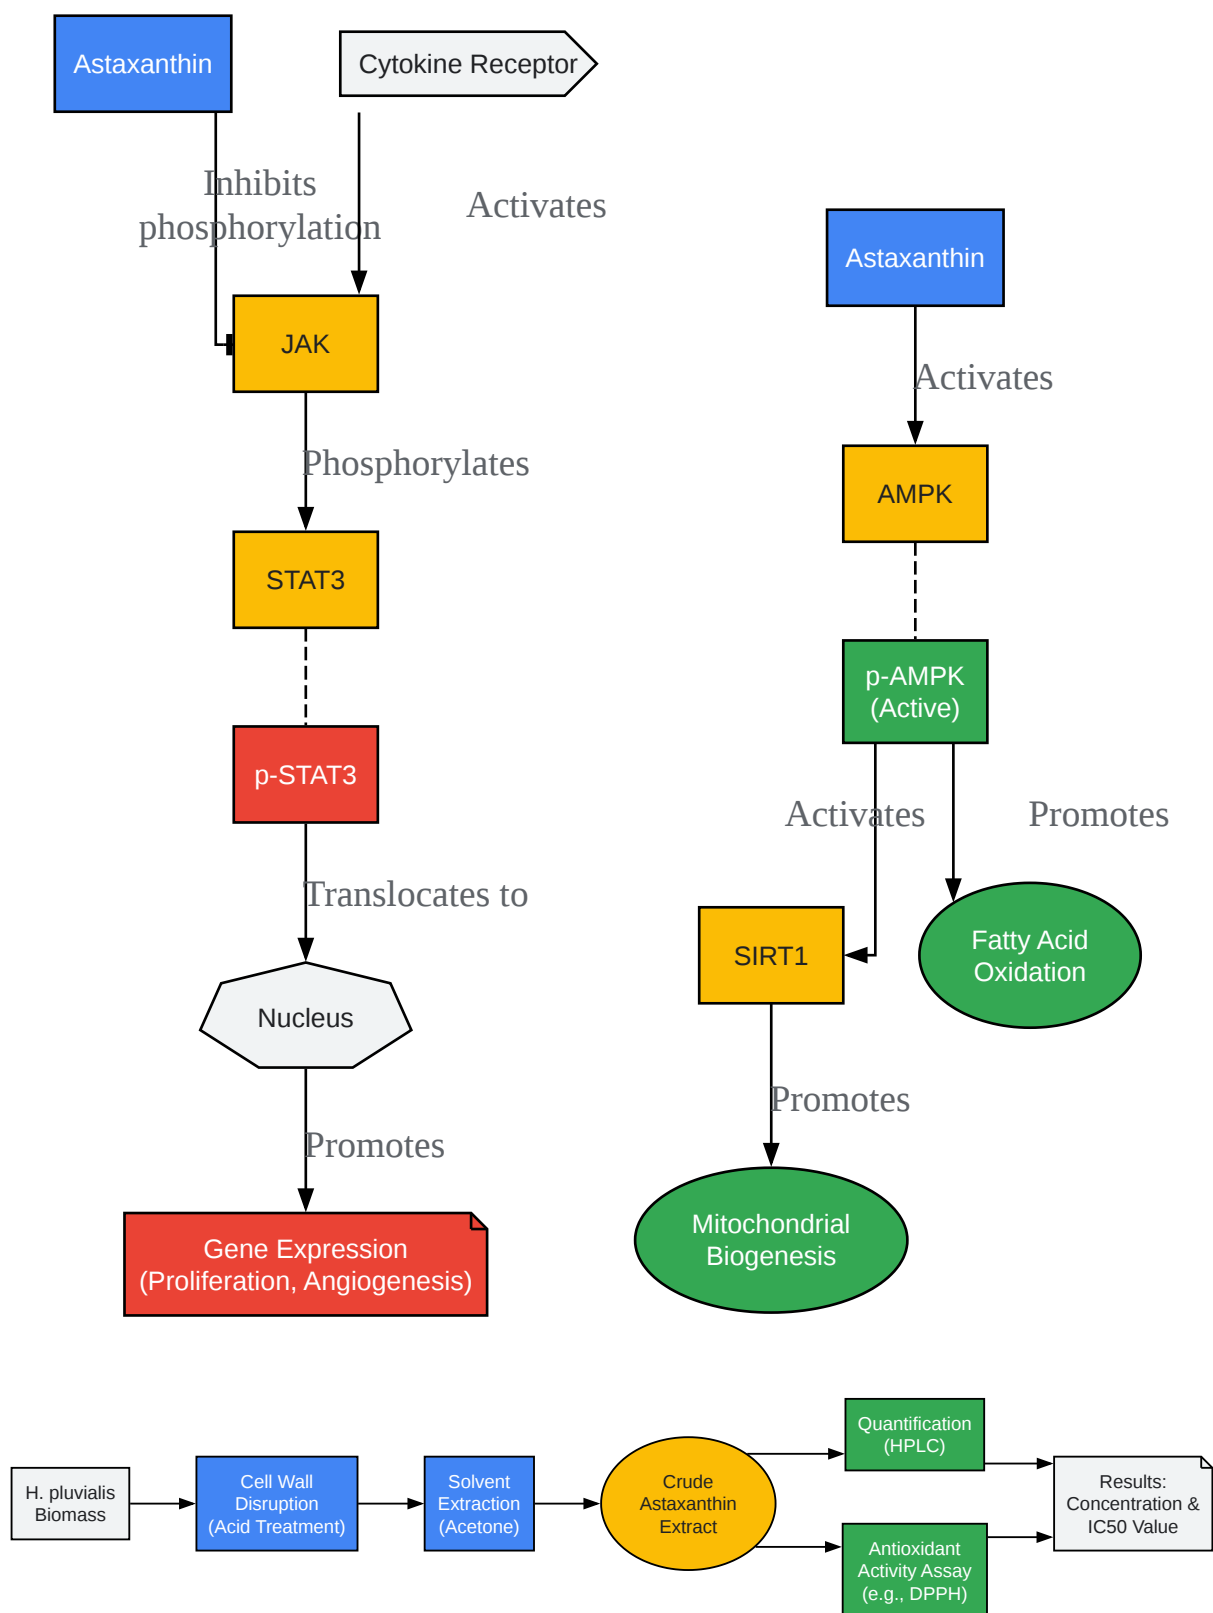 Astaxanthin
Cytokine Receptor
Inhibits
phosphorylation
Activates
JAK
Phosphorylates
STAT3
p-STAT3
Translocates to
Nucleus
Promotes
Gene Expression
(Proliferation, Angiogenesis)
Astaxanthin
Activates
AMPK
p-AMPK
(Active)
Activates
Promotes
SIRT1
Fatty Acid
Oxidation
Promotes
Mitochondrial
Biogenesis
H. pluvialis
Biomass
Cell Wall
Disruption
(Acid Treatment)
Solvent
Extraction
(Acetone)
Crude
Astaxanthin
Extract
Quantification
(HPLC)
Antioxidant
Activity Assay
(e.g., DPPH)
Results:
Concentration &
IC50 Value